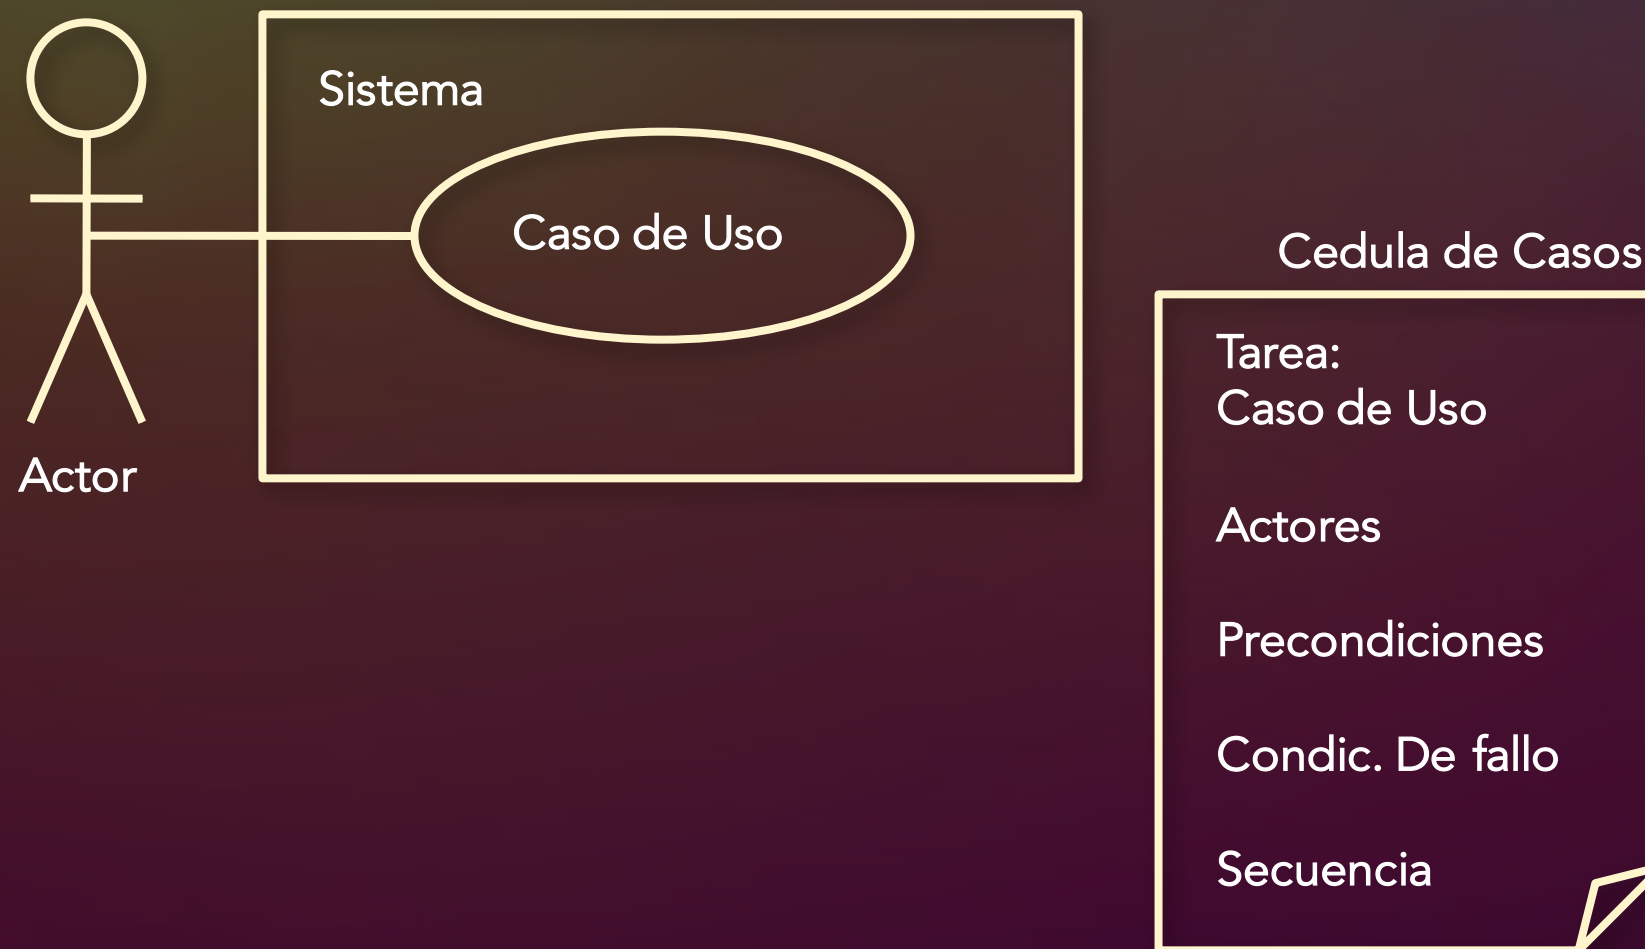 Sistema
Caso de Uso
Actor
Cedula de Casos
Tarea:
Caso de Uso
Actores
Precondiciones
Condic. De fallo
Secuencia